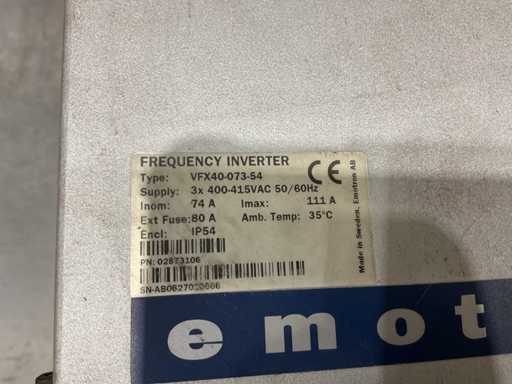 FREQUENCY INVERTER
Type: VFX40-073-54
Supply: 3x 400-415VAC 50/60Hz
Inom: 74 A Imax: 111 A
Ext Fuse: 80 A Amb. Temp: 35°C
Encl: IP54
CE
Made in Sweden, Emotron AB
PN: 02873106
emot